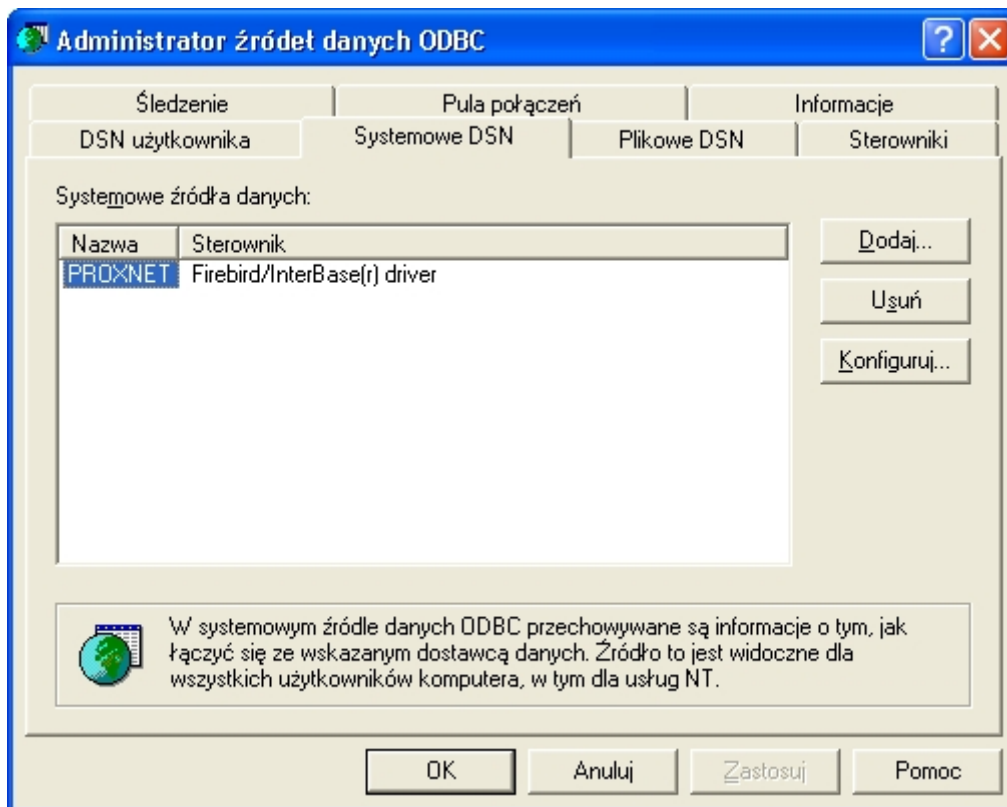 Administrator źródeł danych ODBC
Śledzenie Pula połączeń Informacje
DSN użytkownika Systemowe DSN Plikowe DSN Sterowniki
Systemowe źródła danych:
Nazwa Sterownik Dodaj...
PROXNET Firebird/InterBase(r) driver
Usuń
Konfiguruj...
W systemowym źródle danych ODBC przechowywane są informacje o tym, jak
łączyć się ze wskazanym dostawcą danych. Źródło to jest widoczne dla
wszystkich użytkowników komputera, w tym dla usług NT.
OK Anuluj Zastosuj Pomoc